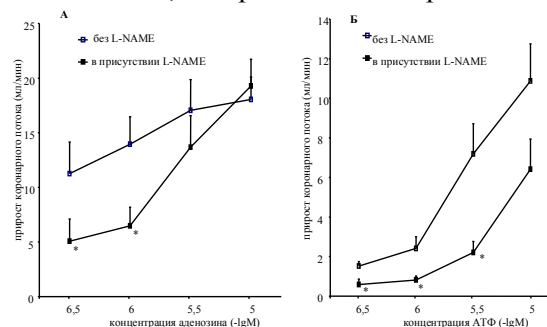 А
без L-NAME
в присутствии L-NAME
прирост коронарного потока (мл/мин)
25
20
15
10
5
0
*
*
6,5
6
5,5
5
концентрация аденозина (-lgM)
Б
без L-NAME
в присутствии L-NAME
прирост коронарного потока (мл/мин)
14
12
10
8
6
4
2
0
*
*
*
6,5
6
5,5
5
концентрация АТФ (-lgM)